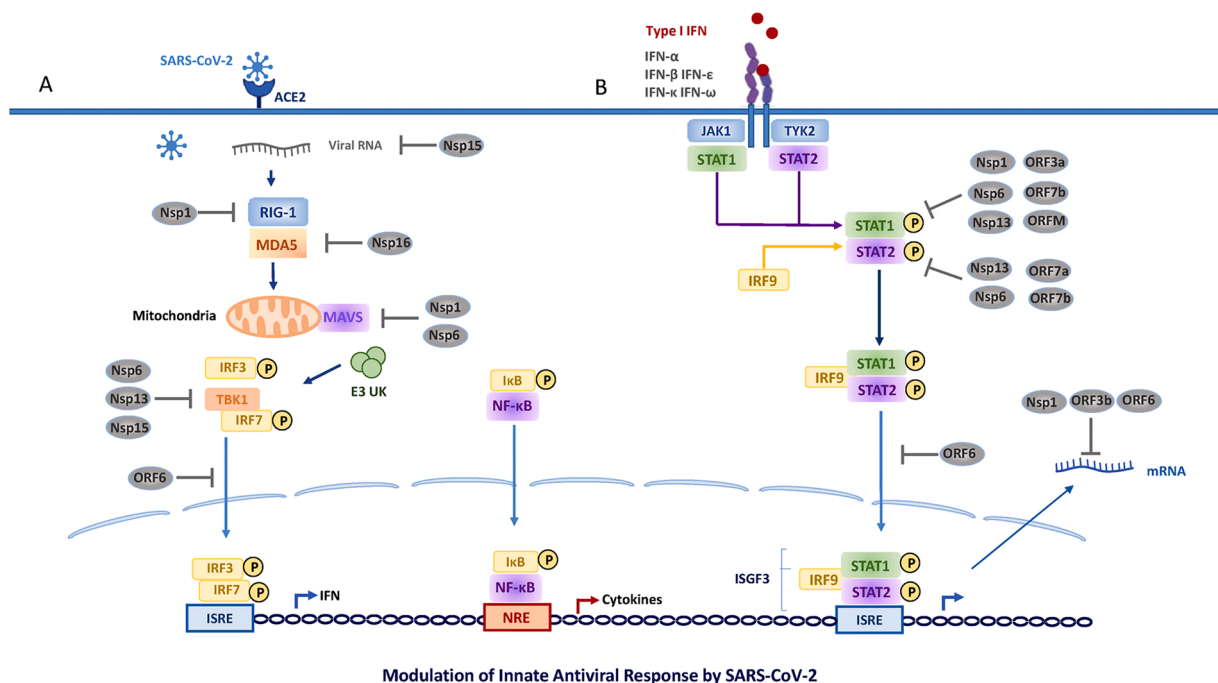 A
SARS-CoV-2
ACE2
Viral RNA
Nsp15
Nsp1
RIG-1
MDA5
Nsp16
Mitochondria
MAVS
Nsp1
Nsp6
E3 UK
IRF3
P
Nsp6
Nsp13
Nsp15
TBK1
IRF7
P
ORF6
IκB
P
NF-κB
IRF3
P
IRF7
P
ISRE
IFN
IκB
P
NF-κB
NRE
Cytokines
B
Type I IFN
IFN-α
IFN-β IFN-ε
IFN-κ IFN-ω
JAK1
TYK2
STAT1
STAT2
STAT1
P
STAT2
P
IRF9
Nsp1
ORF3a
Nsp6
ORF7b
Nsp13
ORFM
Nsp13
ORF7a
Nsp6
ORF7b
STAT1
P
IRF9
STAT2
P
ORF6
Nsp1
ORF3b
ORF6
mRNA
ISGF3
STAT1
P
IRF9
STAT2
P
ISRE
Modulation of Innate Antiviral Response by SARS-CoV-2